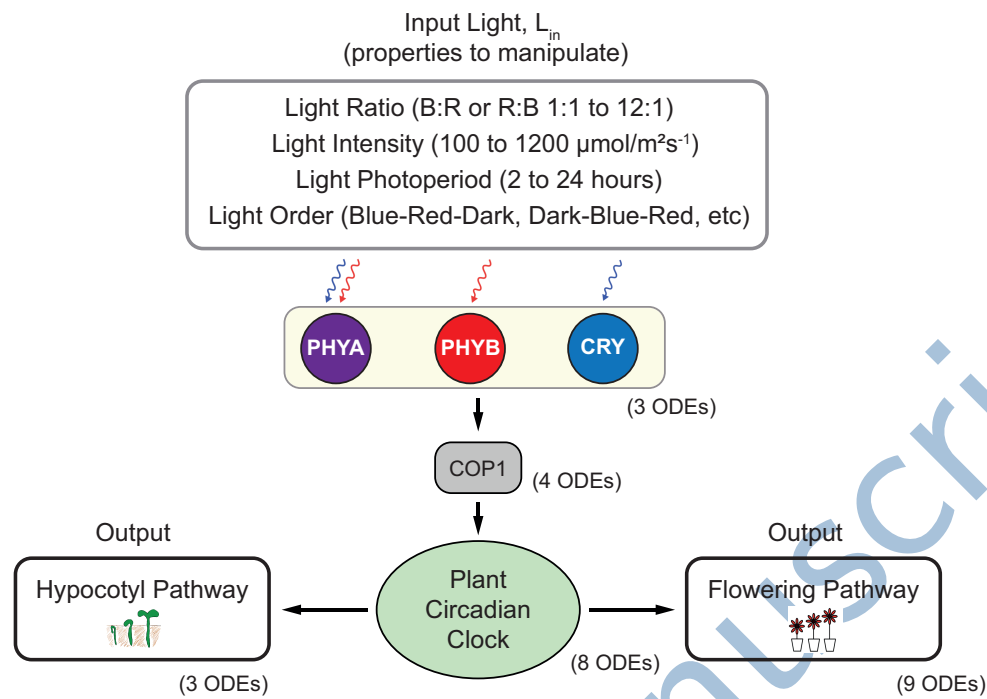 Input Light, Lin
(properties to manipulate)
Light Ratio (B:R or R:B 1:1 to 12:1)
Light Intensity (100 to 1200 µmol/m²s⁻¹)
Light Photoperiod (2 to 24 hours)
Light Order (Blue-Red-Dark, Dark-Blue-Red, etc)
PHYA
PHYB
CRY
(3 ODEs)
COP1
(4 ODEs)
Output
Hypocotyl Pathway
(3 ODEs)
Plant
Circadian
Clock
(8 ODEs)
Output
Flowering Pathway
(9 ODEs)
nuscri